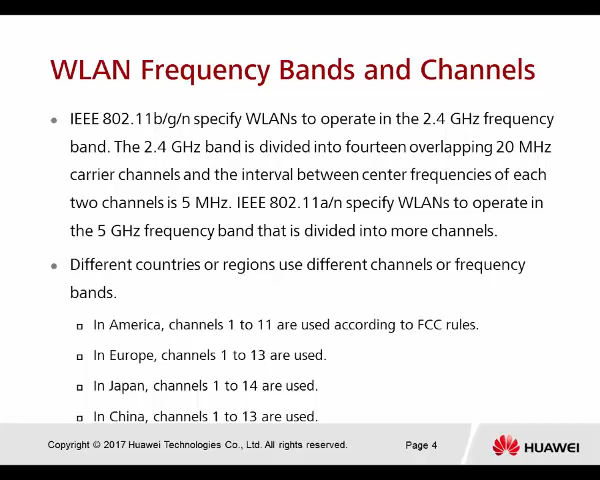 WLAN Frequency Bands and Channels
IEEE 802.11b/g/n specify WLANs to operate in the 2.4 GHz frequency
band. The 2.4 GHz band is divided into fourteen overlapping 20 MHz
carrier channels and the interval between center frequencies of each
two channels is 5 MHz. IEEE 802.11a/n specify WLANs to operate in
the 5 GHz frequency band that is divided into more channels.
Different countries or regions use different channels or frequency
bands.
In America, channels 1 to 11 are used according to FCC rules.
In Europe, channels 1 to 13 are used.
In Japan, channels 1 to 14 are used.
In China, channels 1 to 13 are used.
Copyright © 2017 Huawei Technologies Co., Ltd. All rights reserved.
Page 4
HUAWEI